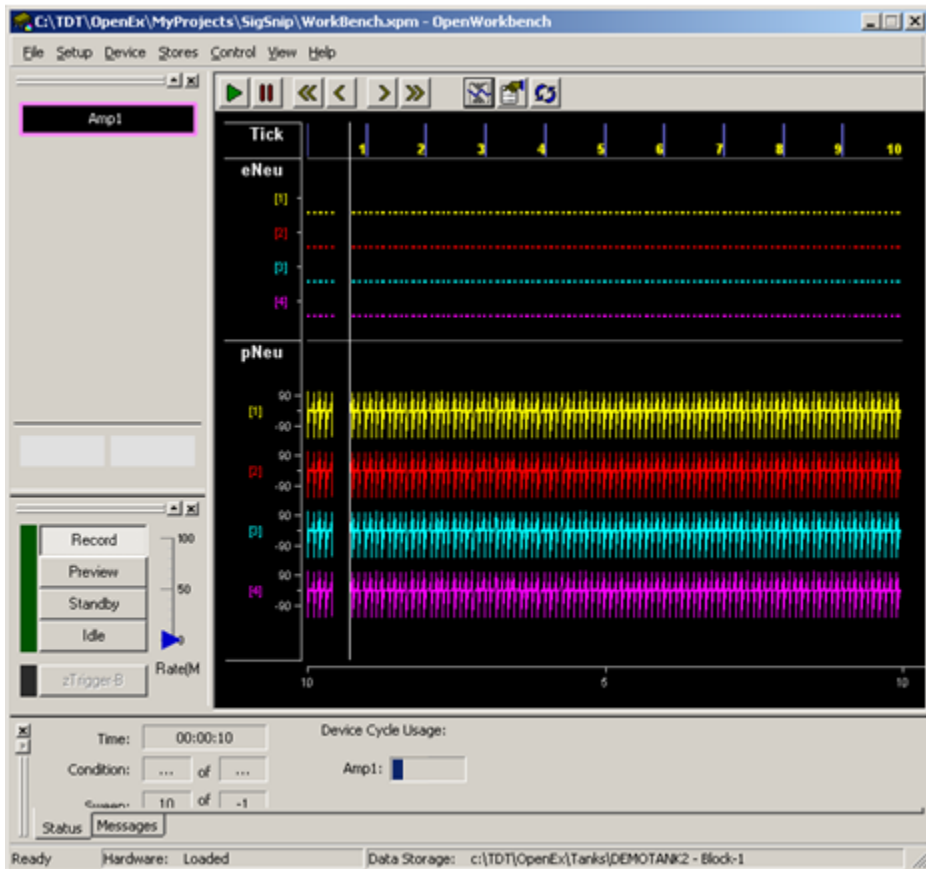 C:\TDT\OpenEx\MyProjects\SigSnip\WorkBench.xpm - OpenWorkbench
File Setup Device Stores Control View Help
Amp1
Tick
1 2 3 4 5 6 7 8 9 10
eNeu
[1]
[2]
[3]
[4]
pNeu
90
[1]
-90
90
[2]
-90
90
[3]
-90
90
[4]
-90
10 5 10
Record
Preview
Standby
Idle
zTrigger-B
100
50
0
Rate(M
Time: 00:00:10
Condition: ... of ...
Sweep: 10 of -1
Device Cycle Usage:
Amp1:
Status Messages
Ready Hardware: Loaded Data Storage: c:\TDT\OpenEx\Tanks\DEMOTANK2 - Block-1